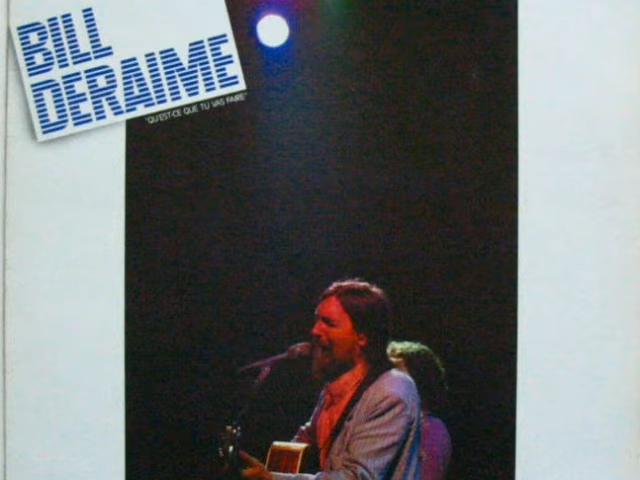 BILL
DERAIME
"QU'EST-CE QUE TU VAS FAIRE"